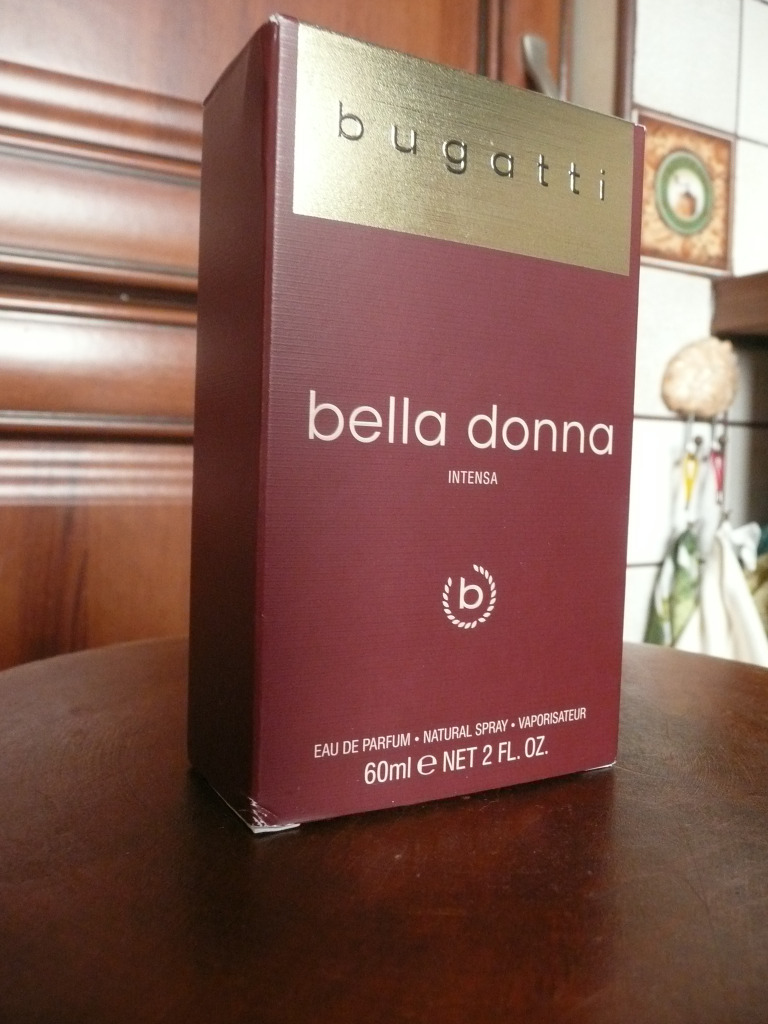 bugatti
bella donna
INTENSA
b
EAU DE PARFUM • NATURAL SPRAY • VAPORISATEUR
60ml ℮ NET 2 FL. OZ.